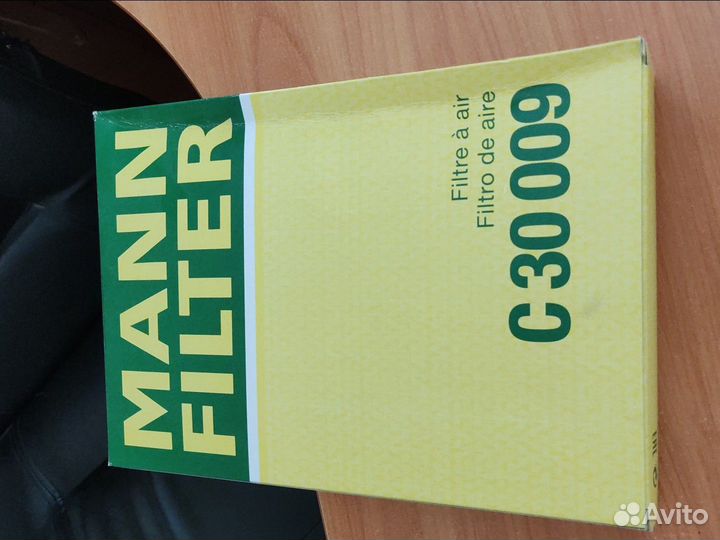 MANN
FILTER
Filtre à air
Filtro de aire
C 30 009
Avito